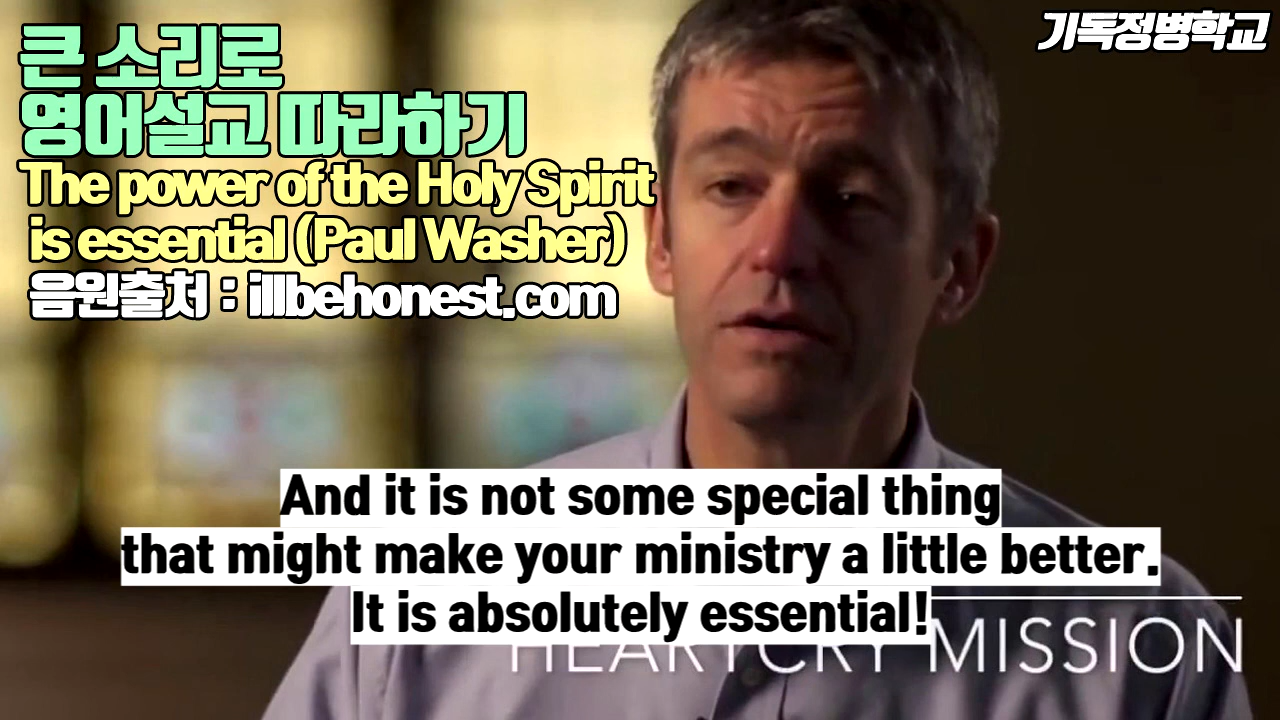 큰 소리로
영어설교 따라하기
The power of the Holy Spirit
is essential (Paul Washer)
음원출처 : illbehonest.com
기독정병학교
And it is not some special thing
that might make your ministry a little better.
It is absolutely essential!
HEARTCRY MISSION